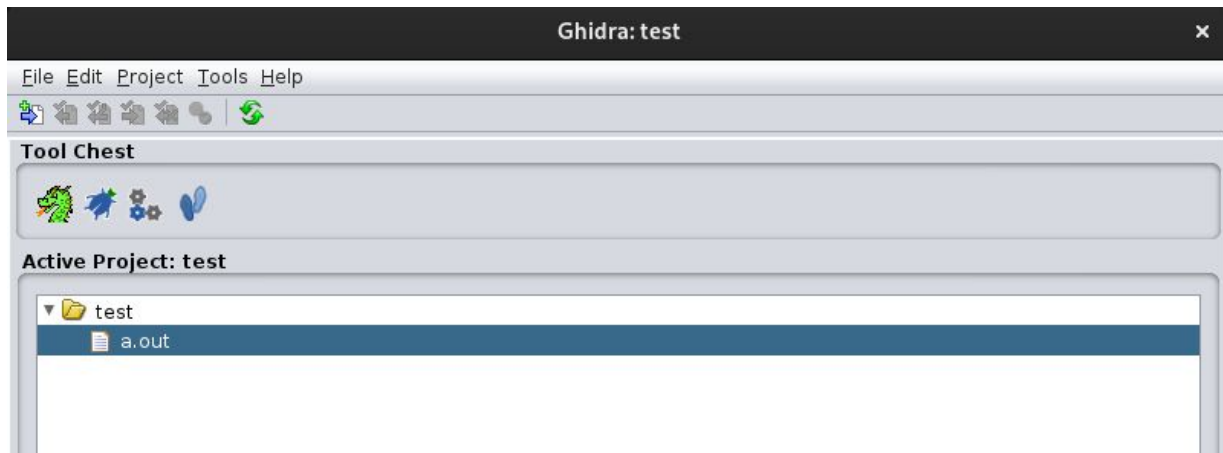 Ghidra: test
File Edit Project Tools Help
Tool Chest
Active Project: test
test
a.out